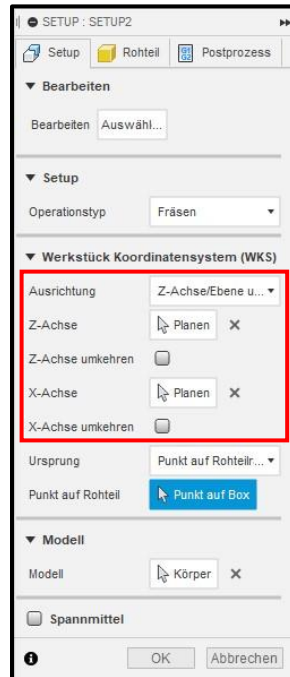 SETUP : SETUP2
Setup Rohteil Postprozess
Bearbeiten
Bearbeiten Auswähl...
Setup
Operationstyp Fräsen
Werkstück Koordinatensystem (WKS)
Ausrichtung Z-Achse/Ebene u...
Z-Achse Planen
Z-Achse umkehren
X-Achse Planen
X-Achse umkehren
Ursprung Punkt auf Rohteilr...
Punkt auf Rohteil Punkt auf Box
Modell
Modell Körper
Spannmittel
OK Abbrechen